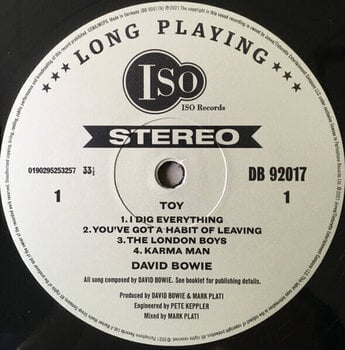 ★★★ LONG PLAYING ★★★
ISO
ISO Records
STEREO
0190295253257 33⅓
DB 92017
1
1
TOY
1. I DIG EVERYTHING
2. YOU'VE GOT A HABIT OF LEAVING
3. THE LONDON BOYS
4. KARMA MAN
DAVID BOWIE
All song composed by DAVID BOWIE. See booklet for publishing details.
Produced by DAVID BOWIE & MARK PLATI
Engineered by PETE KEPPLER
Mixed by MARK PLATI